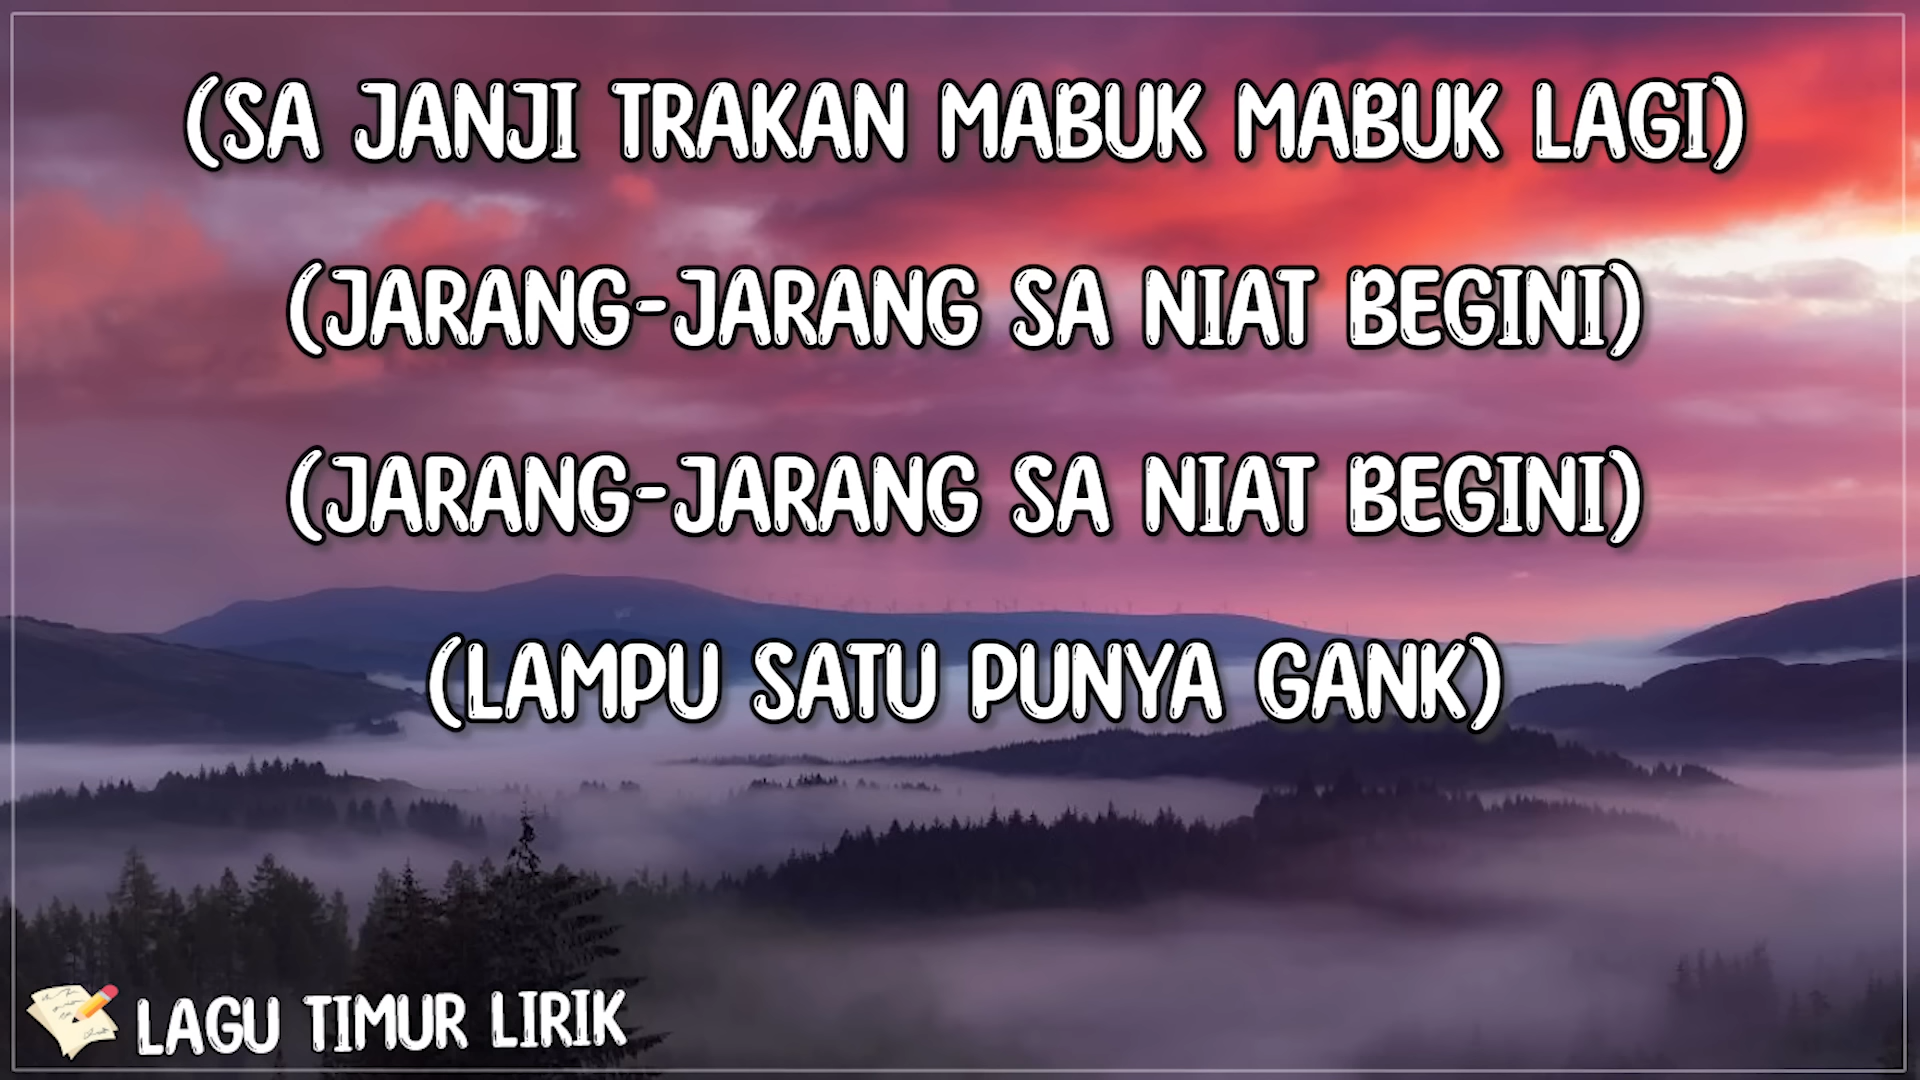 (SA JANJI TRAKAN MABUK MABUK LAGI)
(JARANG-JARANG SA NIAT BEGINI)
(JARANG-JARANG SA NIAT BEGINI)
(LAMPU SATU PUNYA GANK)
LAGU TIMUR LIRIK